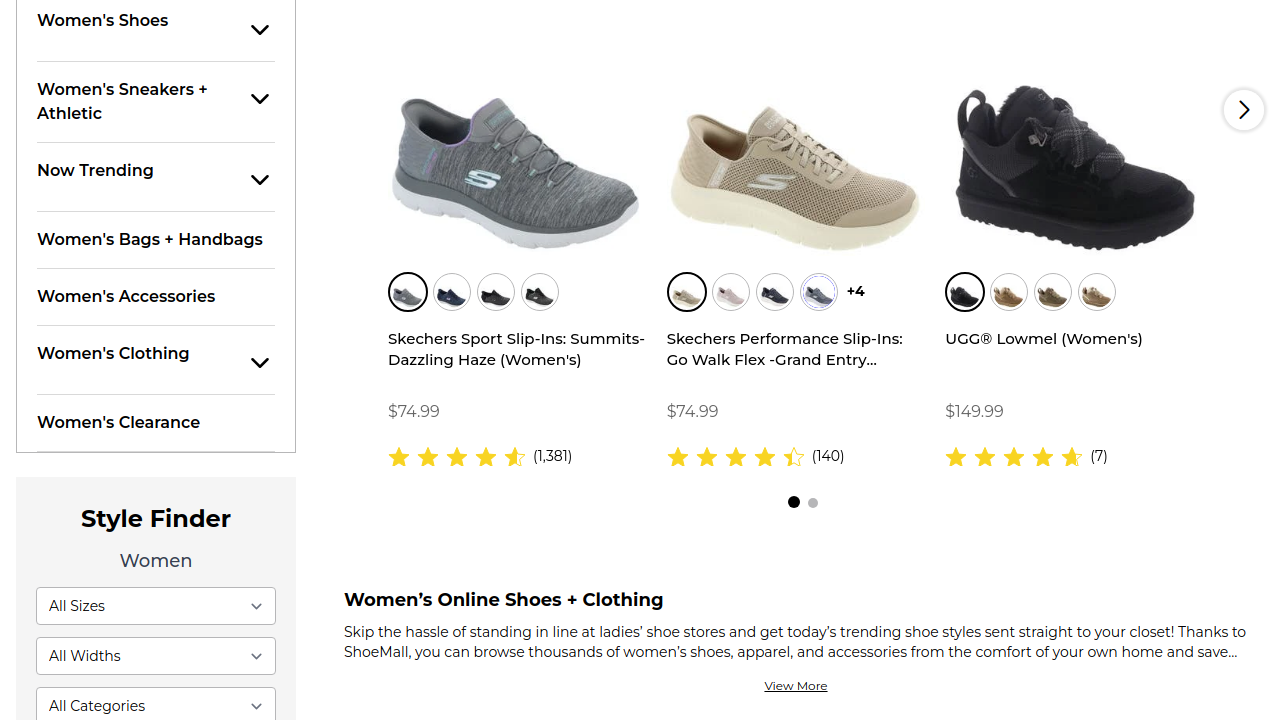 Women's Shoes
Women's Sneakers +
Athletic
Now Trending
Women's Bags + Handbags
Women's Accessories
Women's Clothing
Women's Clearance
Style Finder
Women
All Sizes
All Widths
All Categories
+4
Skechers Sport Slip-Ins: Summits-
Dazzling Haze (Women's)
$74.99
(1,381)
Skechers Performance Slip-Ins:
Go Walk Flex -Grand Entry...
$74.99
(140)
UGG® Lowmel (Women's)
$149.99
(7)
Women’s Online Shoes + Clothing
Skip the hassle of standing in line at ladies’ shoe stores and get today’s trending shoe styles sent straight to your closet! Thanks to
ShoeMall, you can browse thousands of women’s shoes, apparel, and accessories from the comfort of your own home and save...
View More